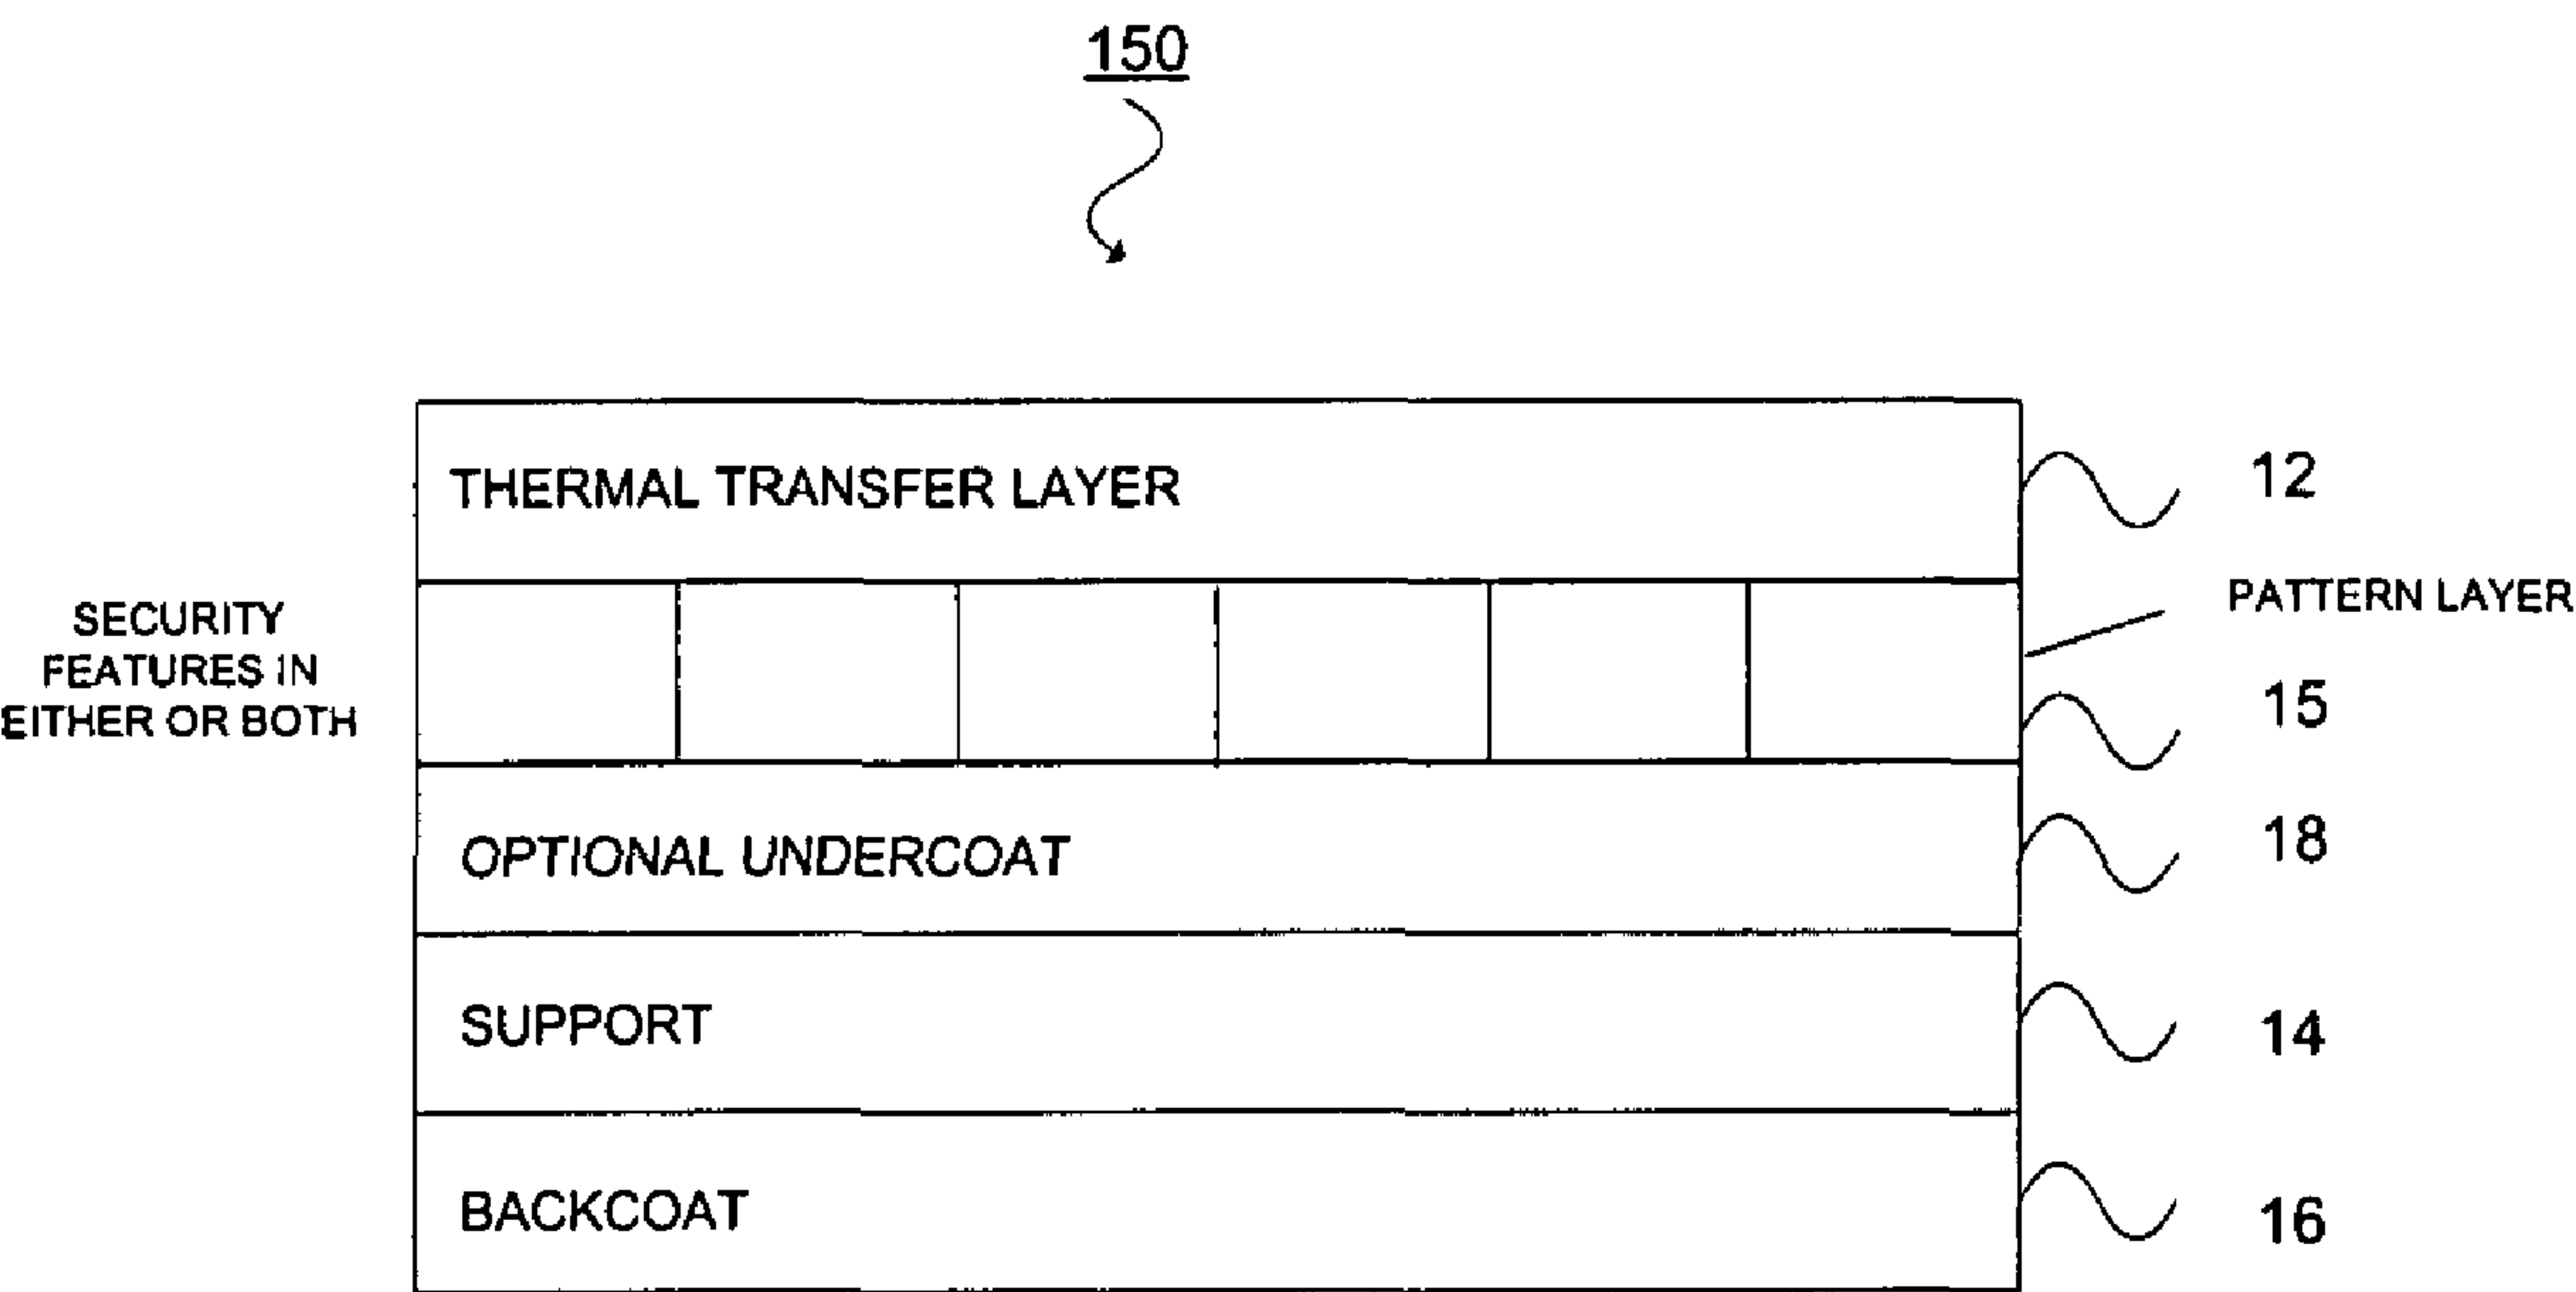 150
THERMAL TRANSFER LAYER
12
SECURITY
FEATURES IN
EITHER OR BOTH
PATTERN LAYER
15
OPTIONAL UNDERCOAT
18
SUPPORT
14
BACKCOAT
16